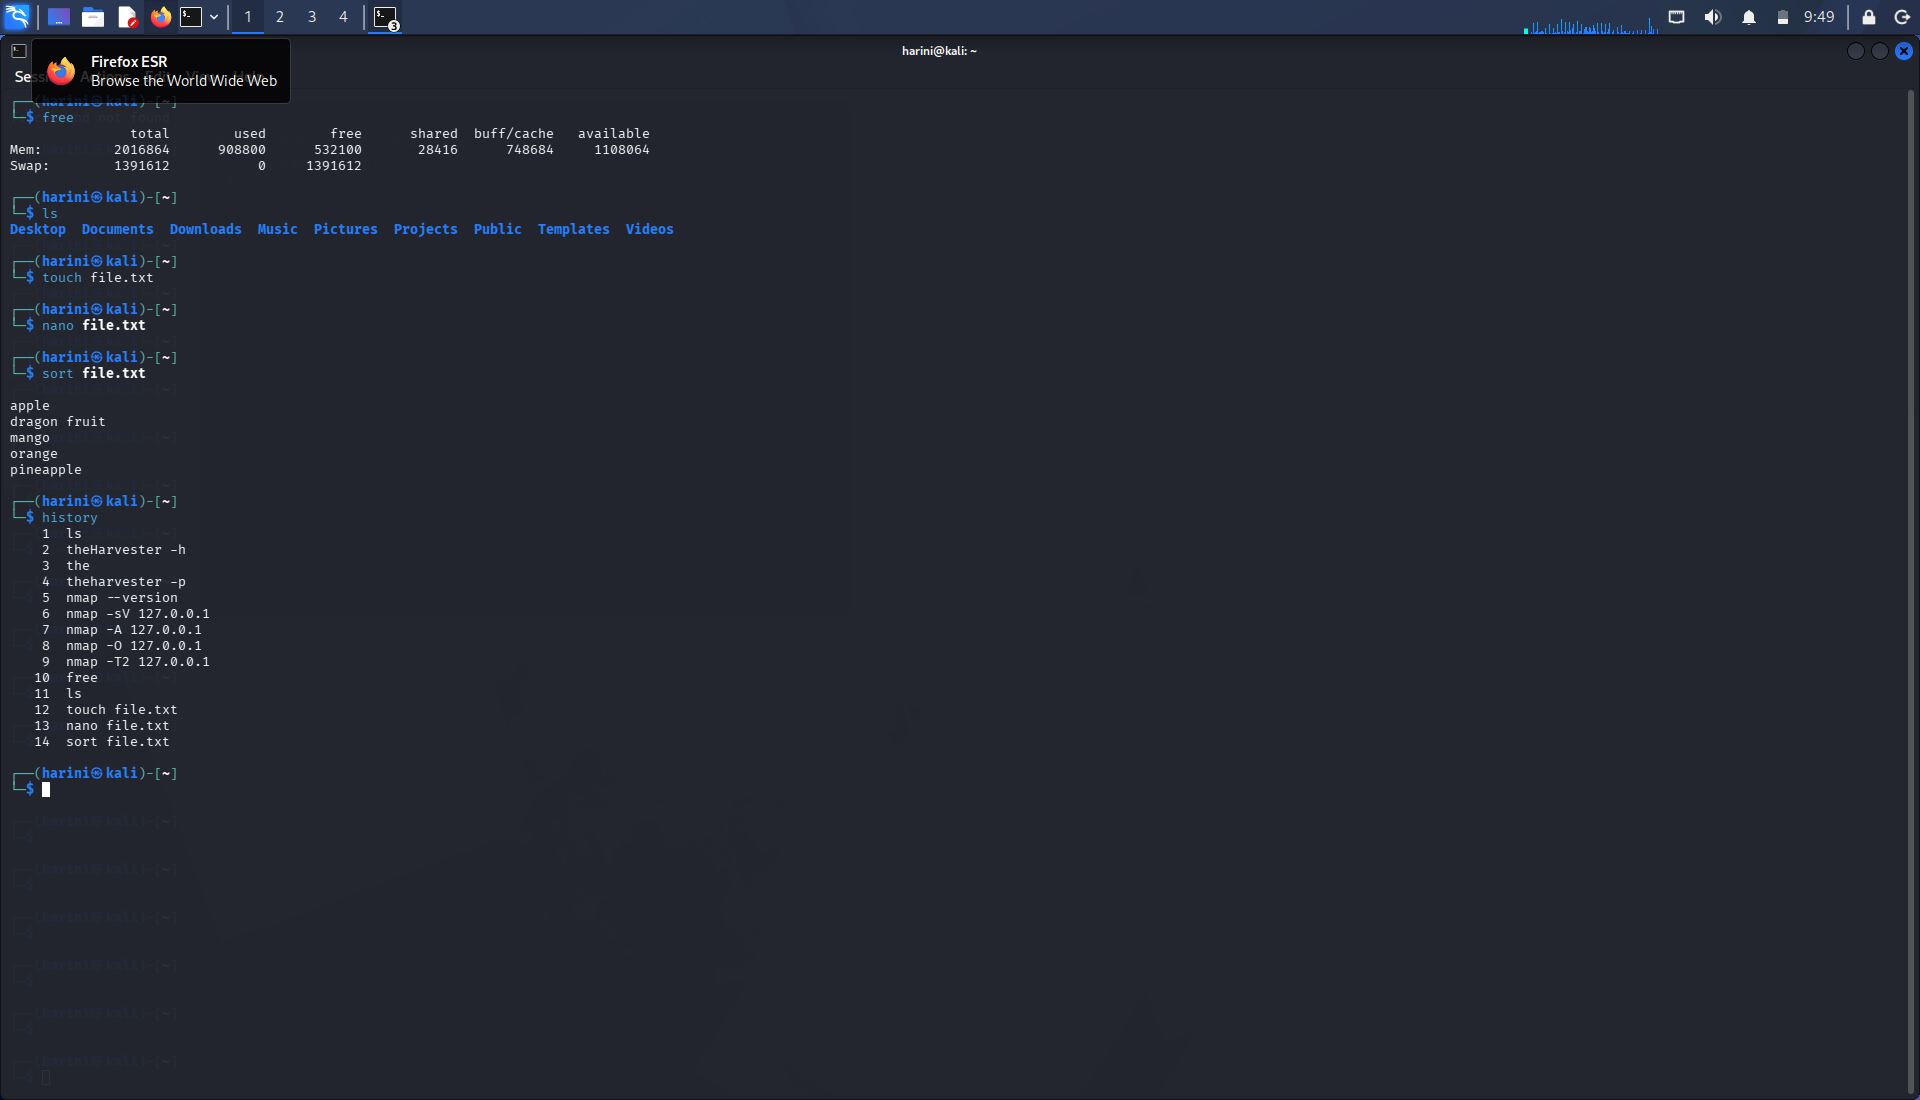 1 2 3 4 3 9:49
harini@kali: ~
Firefox ESR
Browse the World Wide Web
(harini㉿kali)-[~]
$ free
total used free shared buff/cache available
Mem: 2016864 908800 532100 28416 748684 1108064
Swap: 1391612 0 1391612
(harini㉿kali)-[~]
$ ls
Desktop Documents Downloads Music Pictures Projects Public Templates Videos
(harini㉿kali)-[~]
$ touch file.txt
(harini㉿kali)-[~]
$ nano file.txt
(harini㉿kali)-[~]
$ sort file.txt
apple
dragon fruit
mango
orange
pineapple
(harini㉿kali)-[~]
$ history
1 ls
2 theHarvester -h
3 the
4 theharvester -p
5 nmap --version
6 nmap -sV 127.0.0.1
7 nmap -A 127.0.0.1
8 nmap -O 127.0.0.1
9 nmap -T2 127.0.0.1
10 free
11 ls
12 touch file.txt
13 nano file.txt
14 sort file.txt
(harini㉿kali)-[~]
$